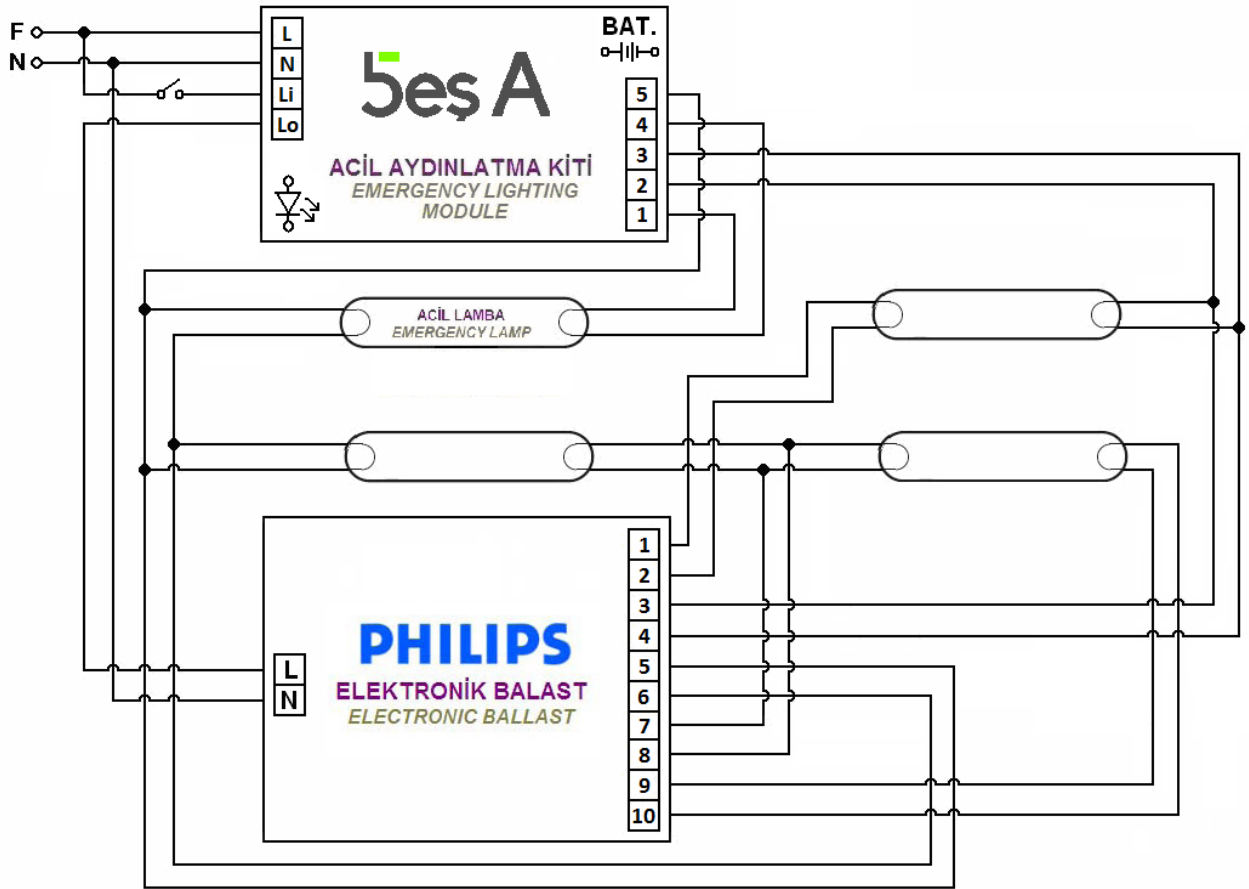 F
N
L
N
Li
Lo
beş A
BAT.
ACİL AYDINLATMA KİTİ
EMERGENCY LIGHTING
MODULE
5
4
3
2
1
ACİL LAMBA
EMERGENCY LAMP
L
N
PHILIPS
ELEKTRONİK BALAST
ELECTRONIC BALLAST
1
2
3
4
5
6
7
8
9
10